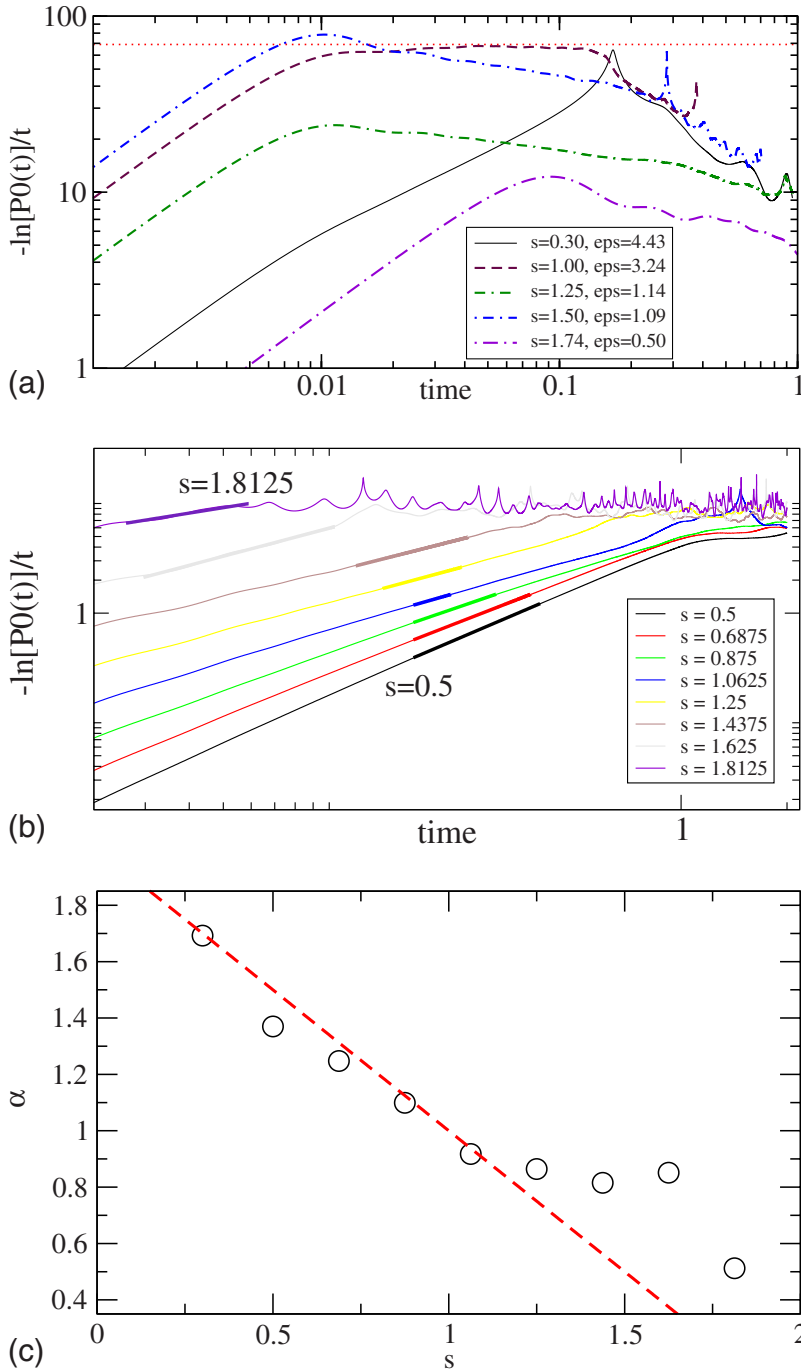 100
-ln[P0(t)]/t
10
1
s=0.30, eps=4.43
s=1.00, eps=3.24
s=1.25, eps=1.14
s=1.50, eps=1.09
s=1.74, eps=0.50
0.01
0.1
1
(a)
time
s=1.8125
-ln[P0(t)]/t
1
s=0.5
s = 0.5
s = 0.6875
s = 0.875
s = 1.0625
s = 1.25
s = 1.4375
s = 1.625
s = 1.8125
(b)
time
1
1.8
1.6
1.4
1.2
α
1
0.8
0.6
0.4
0
0.5
1
1.5
2
(c)
s